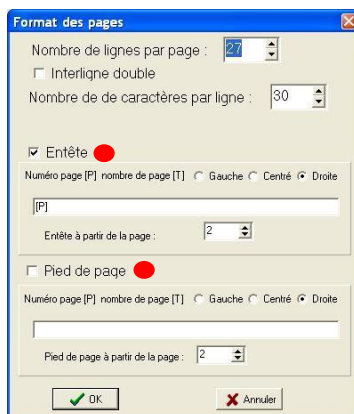 Format des pages
Nombre de lignes par page : 27
Interligne double
Nombre de de caractères par ligne : 30
Entête
Numéro page [P] nombre de page [T] Gauche Centré Droite
[P]
Entête à partir de la page : 2
Pied de page
Numéro page [P] nombre de page [T] Gauche Centré Droite
Pied de page à partir de la page : 2
OK Annuler